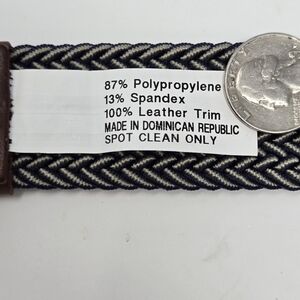 87% Polypropylene
13% Spandex
100% Leather Trim
MADE IN DOMINICAN REPUBLIC
SPOT CLEAN ONLY